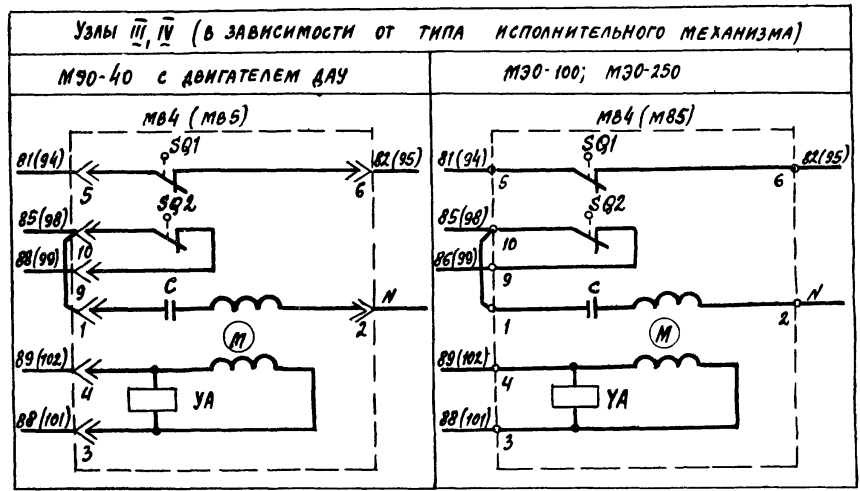 Узлы III, IV (в зависимости от типа исполнительного механизма)
МЭО-40 с двигателем ДАУ
МЭО-100; МЭО-250
МВ4 (МВ5)
SQ1
81(94)
82(95)
5
6
SQ2
85(98)
10
88(99)
9
C
N
1
2
M
89(102)
4
YA
88(101)
3
МВ4 (М85)
SQ1
81(94)
82(95)
5
6
SQ2
85(98)
10
86(99)
9
C
N
1
2
M
89(102)
4
YA
88(101)
3